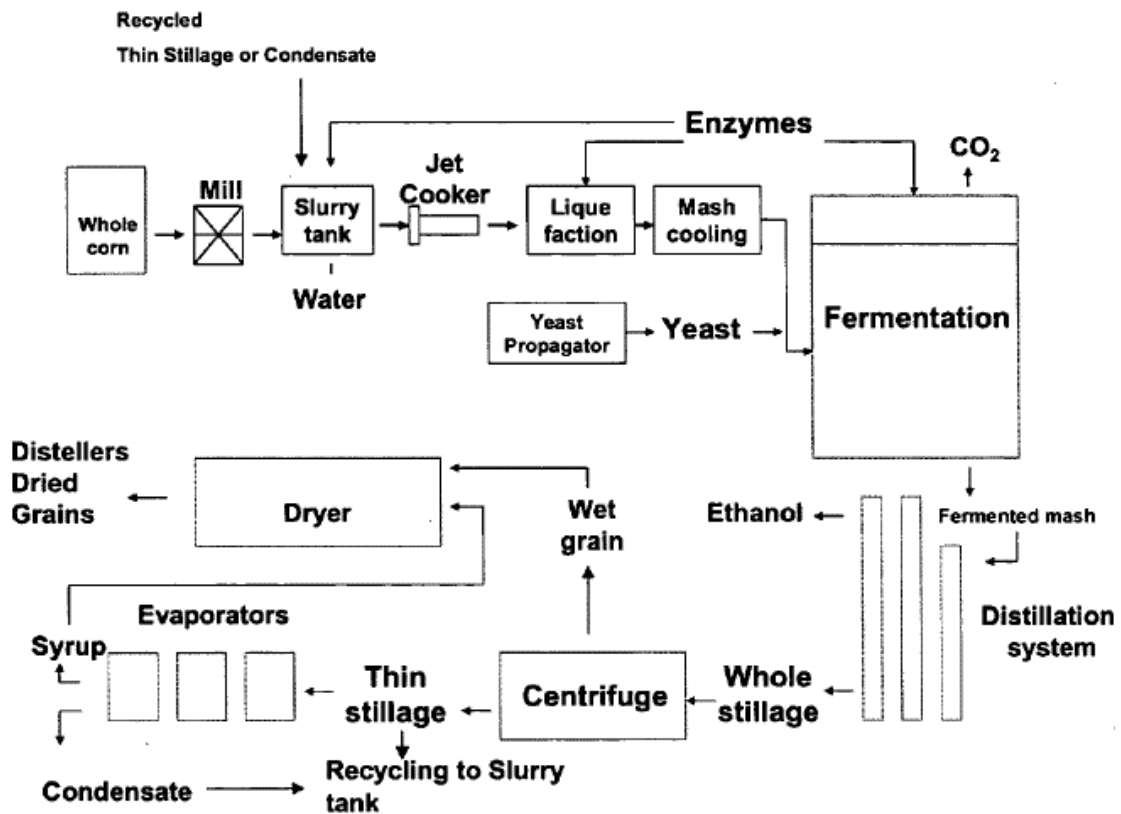 Recycled
Thin Stillage or Condensate
Enzymes
CO₂
Jet
Cooker
Mill
Whole
corn
Slurry
tank
Lique
faction
Mash
cooling
Water
Yeast
Propagator
Yeast
Fermentation
Distellers
Dried
Grains
Dryer
Wet
grain
Ethanol
Fermented mash
Distillation
system
Evaporators
Syrup
Thin
stillage
Centrifuge
Whole
stillage
Condensate
Recycling to Slurry
tank